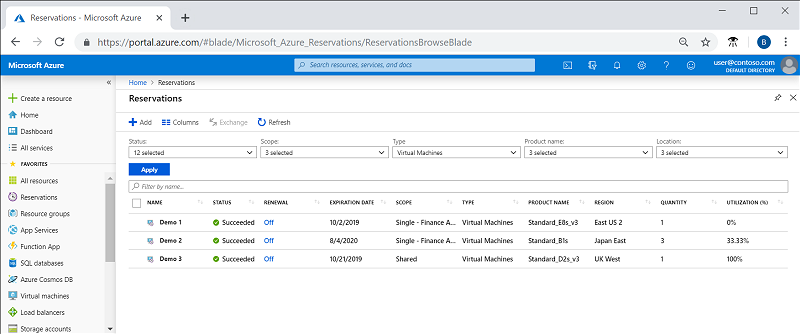 Reservations - Microsoft Azure
https://portal.azure.com/#blade/Microsoft_Azure_Reservations/ReservationsBrowseBlade
B
Microsoft Azure
Search resources, services, and docs
user@contoso.com
DEFAULT DIRECTORY
Create a resource
Home
Dashboard
All services
FAVORITES
All resources
Reservations
Resource groups
App Services
Function App
SQL databases
Azure Cosmos DB
Virtual machines
Load balancers
Storage accounts
Home > Reservations
Reservations
Add Columns Exchange Refresh
Status: Scope: Type Product name: Location:
12 selected 3 selected Virtual Machines 3 selected 3 selected
Apply
Filter by name...
NAME STATUS RENEWAL EXPIRATION DATE SCOPE TYPE PRODUCT NAME REGION QUANTITY UTILIZATION (%)
Demo 1 Succeeded Off 10/2/2019 Single - Finance A... Virtual Machines Standard_E8s_v3 East US 2 1 0%
Demo 2 Succeeded Off 8/4/2020 Single - Finance A... Virtual Machines Standard_B1s Japan East 3 33.33%
Demo 3 Succeeded Off 10/21/2019 Shared Virtual Machines Standard_D2s_v3 UK West 1 100%